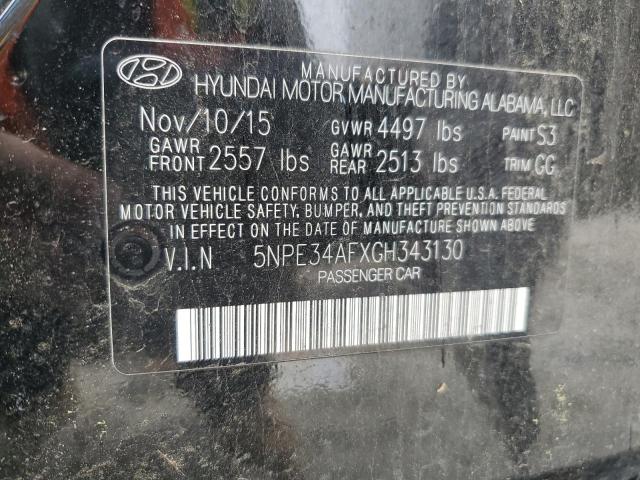 MANUFACTURED BY
HYUNDAI MOTOR MANUFACTURING ALABAMA, LLC
Nov/10/15 GVWR 4497 lbs PAINT S3
GAWR FRONT 2557 lbs GAWR REAR 2513 lbs TRIM GG
THIS VEHICLE CONFORMS TO ALL APPLICABLE U.S.A. FEDERAL
MOTOR VEHICLE SAFETY, BUMPER, AND THEFT PREVENTION STANDARDS
IN EFFECT ON THE DATE OF MANUFACTURE SHOWN ABOVE.
V.I.N 5NPE34AFXGH343130
PASSENGER CAR